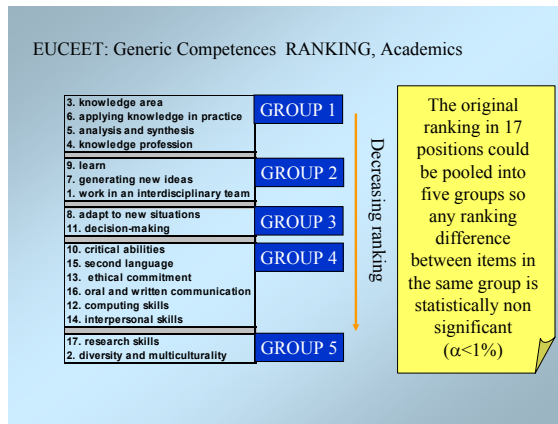 EUCEET: Generic Competences RANKING, Academics
3. knowledge area
6. applying knowledge in practice
5. analysis and synthesis
4. knowledge profession
GROUP 1
9. learn
7. generating new ideas
1. work in an interdisciplinary team
GROUP 2
8. adapt to new situations
11. decision-making
GROUP 3
10. critical abilities
15. second language
13. ethical commitment
16. oral and written communication
12. computing skills
14. interpersonal skills
GROUP 4
17. research skills
2. diversity and multiculturality
GROUP 5
Decreasing ranking
The original
ranking in 17
positions could
be pooled into
five groups so
any ranking
difference
between items in
the same group is
statistically non
significant
(α<1%)